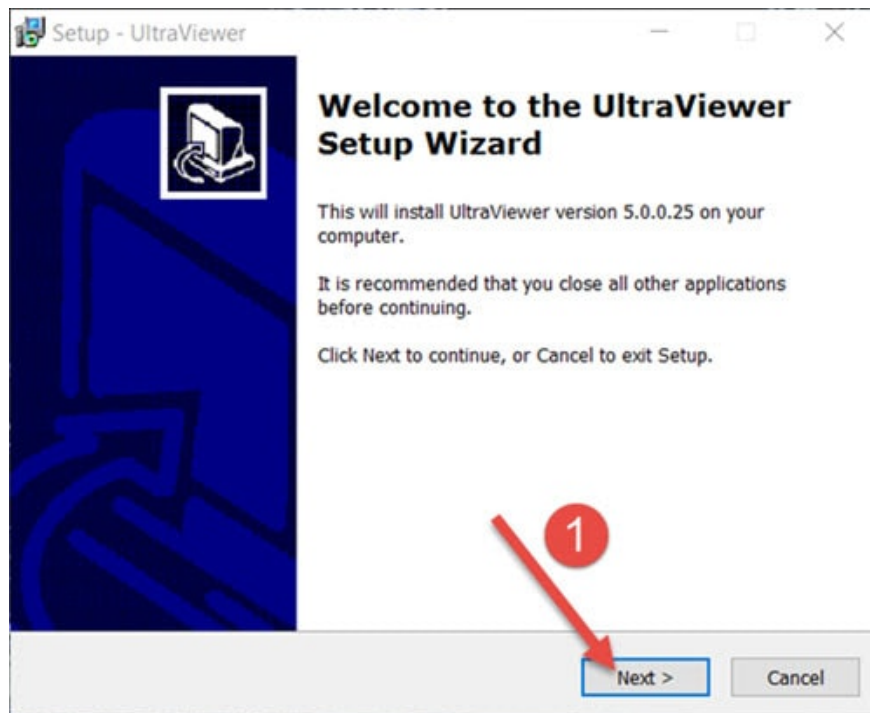 Setup - UltraViewer
Welcome to the UltraViewer
Setup Wizard
This will install UltraViewer version 5.0.0.25 on your
computer.
It is recommended that you close all other applications
before continuing.
Click Next to continue, or Cancel to exit Setup.
1
Next >
Cancel